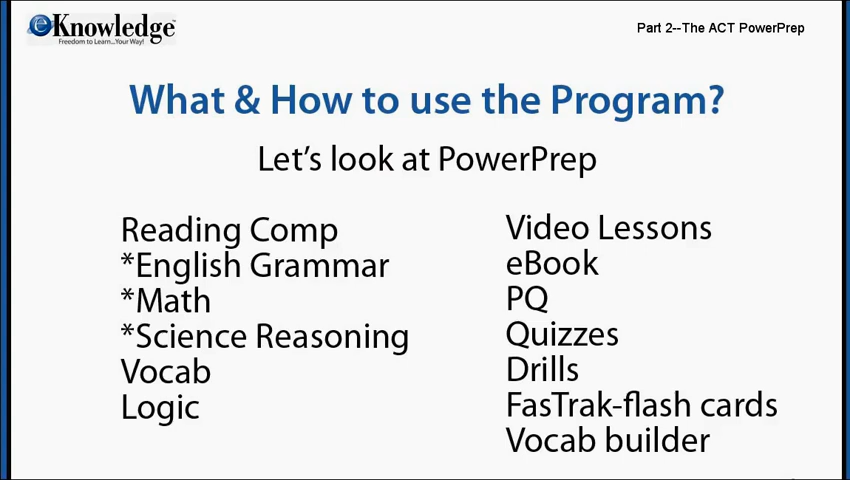 eKnowledge™
Freedom to Learn...Your Way!
Part 2--The ACT PowerPrep
What & How to use the Program?
Let's look at PowerPrep
Reading Comp
*English Grammar
*Math
*Science Reasoning
Vocab
Logic
Video Lessons
eBook
PQ
Quizzes
Drills
FasTrak-flash cards
Vocab builder